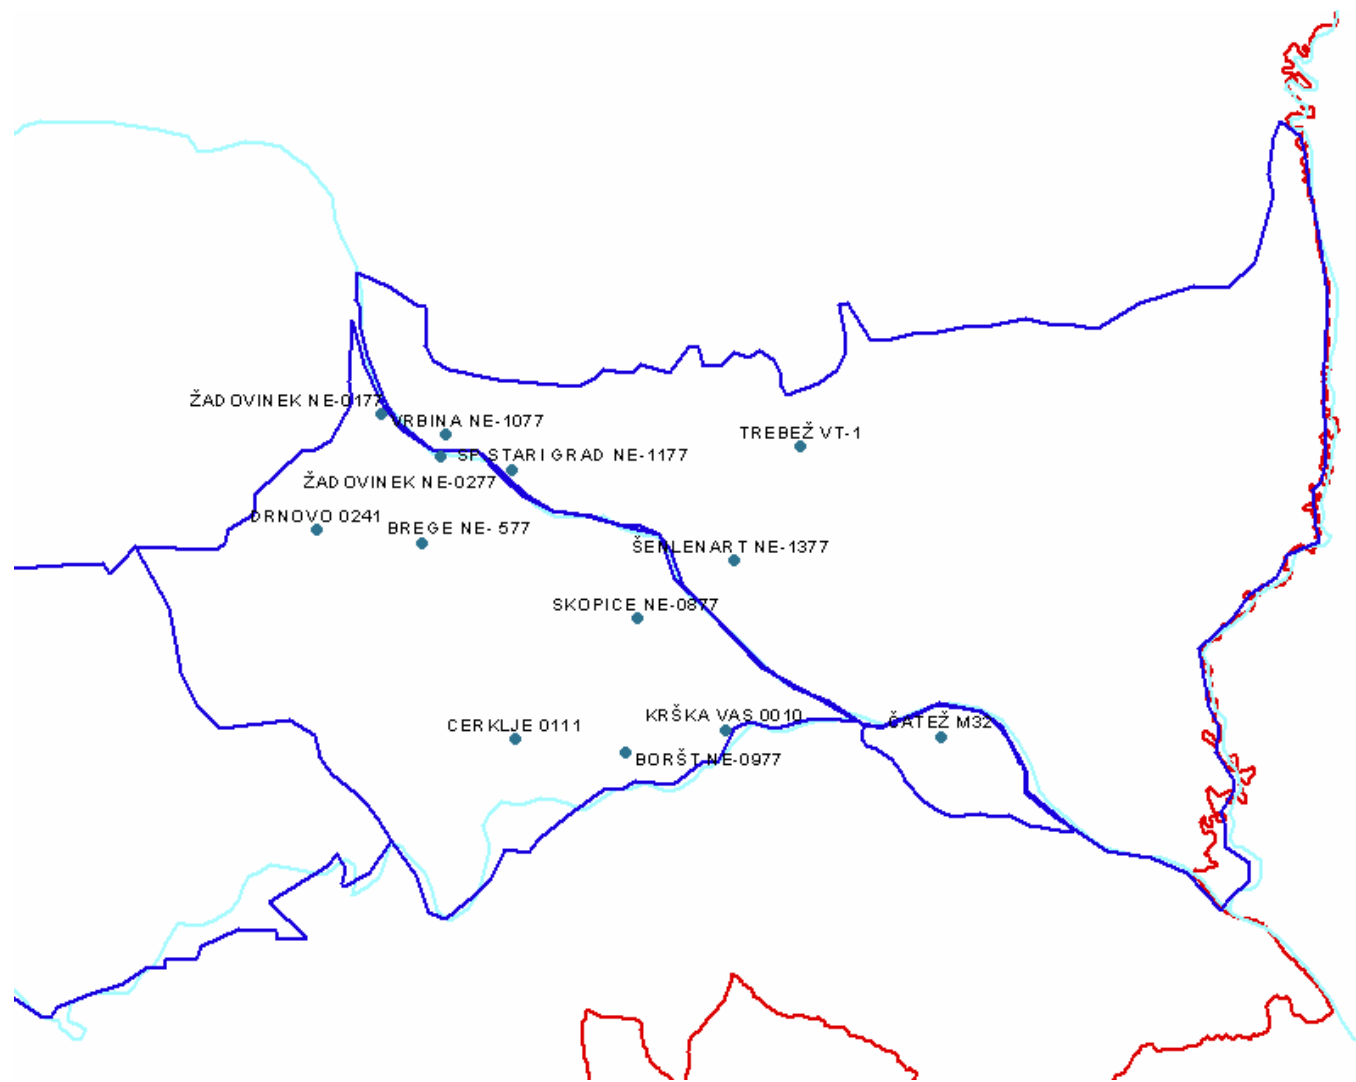 ŽADOVINEK NE-0177
VRBINA NE-1077
TREBEŽ VT-1
SP STARI GRAD NE-1177
ŽADOVINEK NE-0277
DRNOVO 0241
BREGE NE- 577
ŠENLENART NE-1377
SKOPICE NE-0877
KRŠKA VAS 0010
ČATEŽ M32
CERKLJE 0111
BORŠT NE-0977